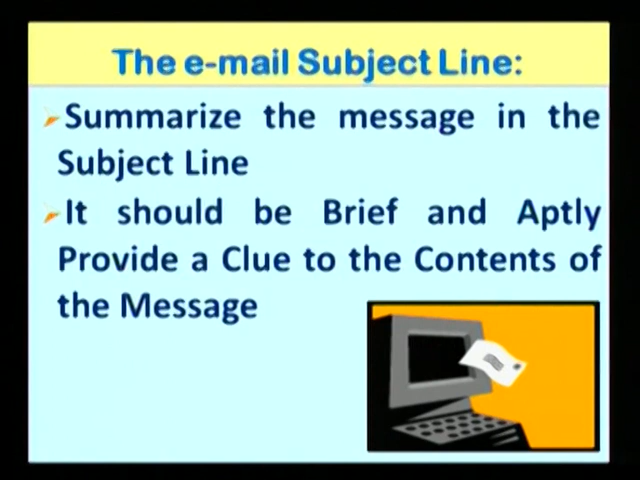 The e-mail Subject Line:
➢Summarize the message in the
Subject Line
➢It should be Brief and Aptly
Provide a Clue to the Contents of
the Message